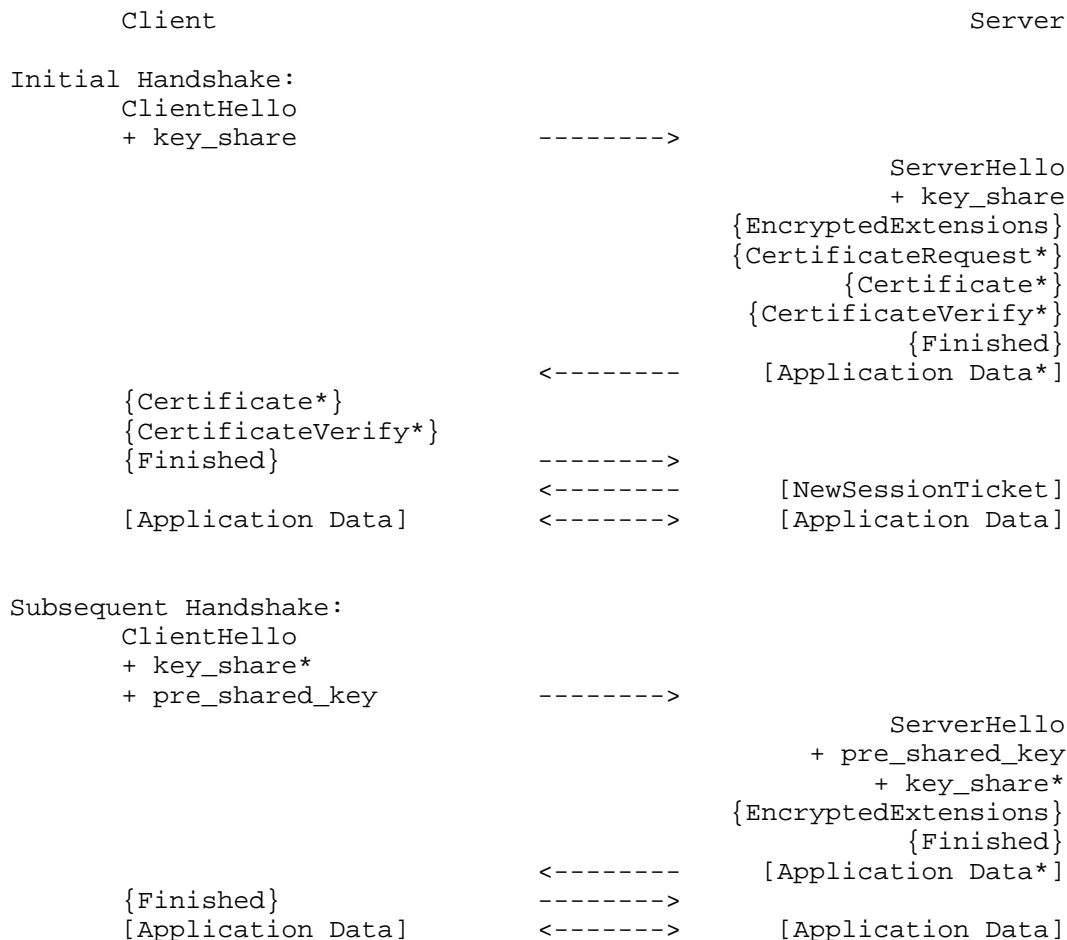 Client                                               Server
Initial Handshake:
ClientHello
+ key_share               -------->
ServerHello
+ key_share
{EncryptedExtensions}
{CertificateRequest*}
{Certificate*}
{CertificateVerify*}
{Finished}
<--------     [Application Data*]
{Certificate*}
{CertificateVerify*}
{Finished}                -------->
<--------      [NewSessionTicket]
[Application Data]        <------->      [Application Data]
Subsequent Handshake:
ClientHello
+ key_share*
+ pre_shared_key          -------->
ServerHello
+ pre_shared_key
+ key_share*
{EncryptedExtensions}
{Finished}
<--------     [Application Data*]
{Finished}                -------->
[Application Data]        <------->      [Application Data]